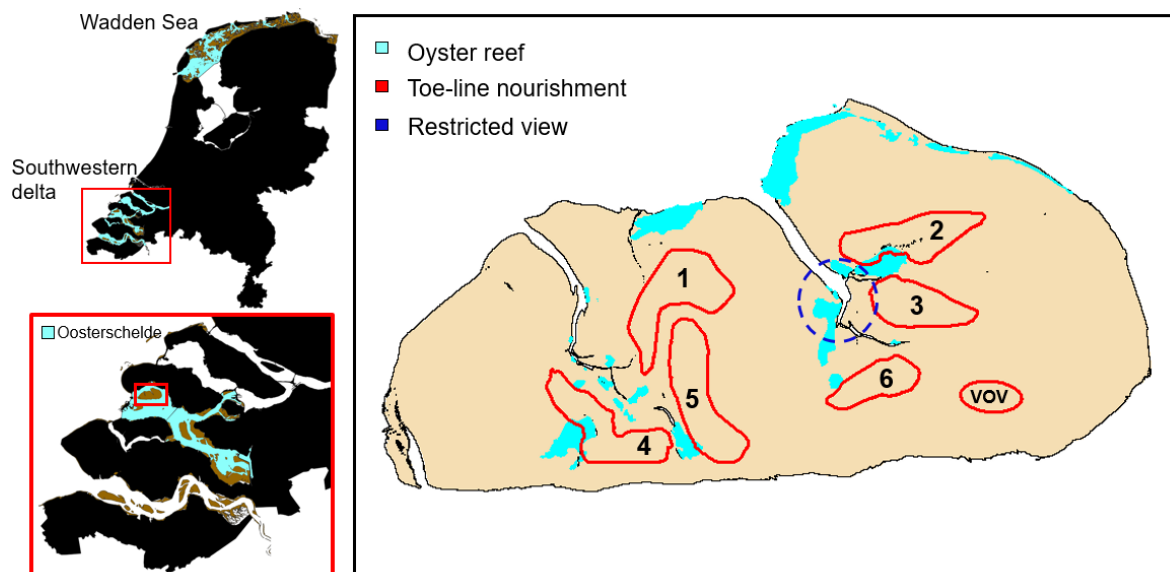 Wadden Sea
Southwestern
delta
Oosterschelde
Oyster reef
Toe-line nourishment
Restricted view
1
2
3
4
5
6
VOV